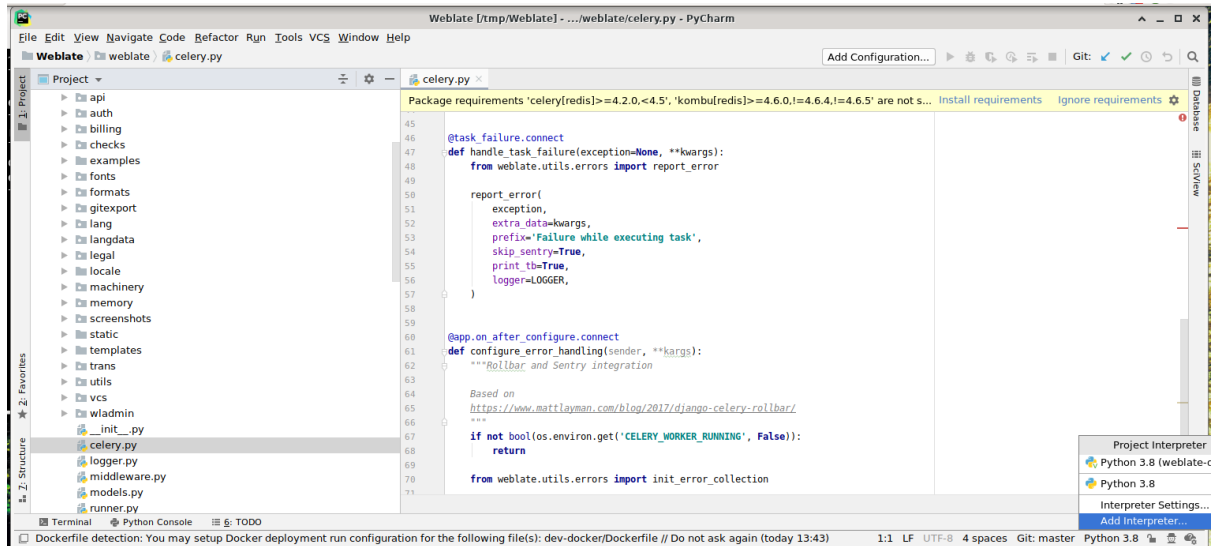 PC
Weblate [/tmp/Weblate] - .../weblate/celery.py - PyCharm
File Edit View Navigate Code Refactor Run Tools VCS Window Help
Weblate weblate celery.py
Add Configuration...
Git:
1: Project
Project
celery.py
Package requirements 'celery[redis]>=4.2.0,<4.5', 'kombu[redis]>=4.6.0,!=4.6.4,!=4.6.5' are not s... Install requirements Ignore requirements
Database
SciView
api
auth
billing
checks
examples
fonts
formats
gitexport
lang
langdata
legal
locale
machinery
memory
screenshots
static
templates
trans
utils
vcs
wladmin
__init__.py
celery.py
logger.py
middleware.py
models.py
runner.py
2: Favorites
7: Structure
45
46 @task_failure.connect
47 def handle_task_failure(exception=None, **kwargs):
48 from weblate.utils.errors import report_error
49
50 report_error(
51 exception,
52 extra_data=kwargs,
53 prefix='Failure while executing task',
54 skip_sentry=True,
55 print_tb=True,
56 logger=LOGGER,
57 )
58
59
60 @app.on_after_configure.connect
61 def configure_error_handling(sender, **kargs):
62 """Rollbar and Sentry integration
63
64 Based on
65 https://www.mattlayman.com/blog/2017/django-celery-rollbar/
66 """
67 if not bool(os.environ.get('CELERY_WORKER_RUNNING', False)):
68 return
69
70 from weblate.utils.errors import init_error_collection
71
Project Interpreter
Python 3.8 (weblate-
Python 3.8
Interpreter Settings...
Add Interpreter...
Terminal Python Console 6: TODO
Dockerfile detection: You may setup Docker deployment run configuration for the following file(s): dev-docker/Dockerfile // Do not ask again (today 13:43) 1:1 LF UTF-8 4 spaces Git: master Python 3.8